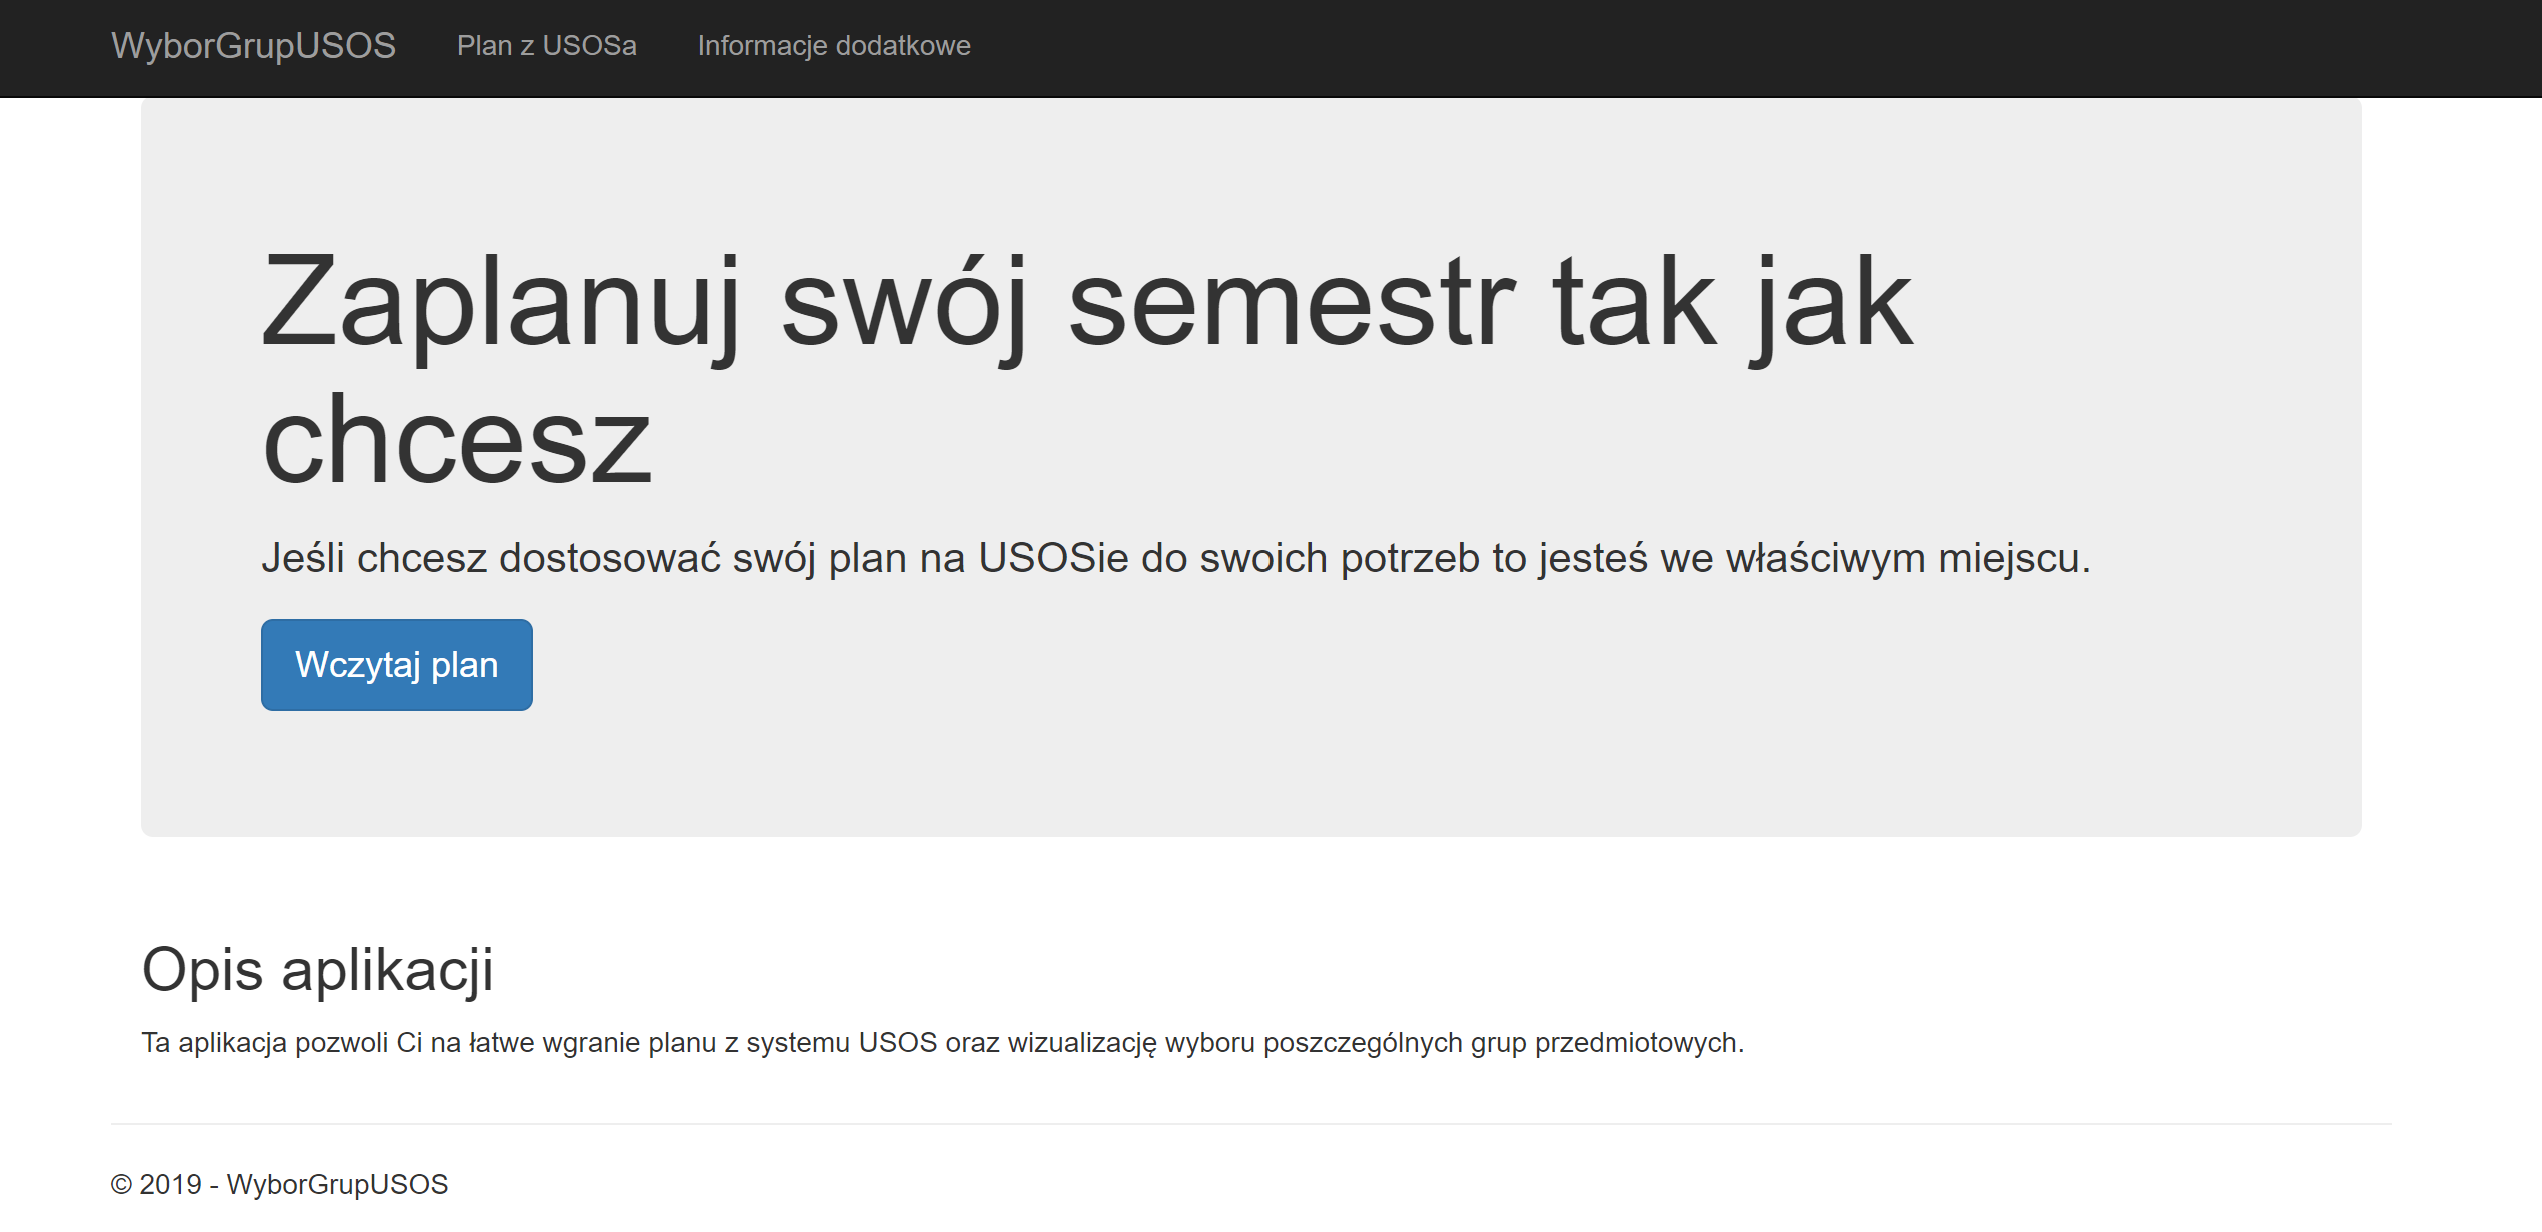 WyborGrupUSOS Plan z USOSa Informacje dodatkowe
Zaplanuj swój semestr tak jak
chcesz
Jeśli chcesz dostosować swój plan na USOSie do swoich potrzeb to jesteś we właściwym miejscu.
Wczytaj plan
Opis aplikacji
Ta aplikacja pozwoli Ci na łatwe wgranie planu z systemu USOS oraz wizualizację wyboru poszczególnych grup przedmiotowych.
© 2019 - WyborGrupUSOS